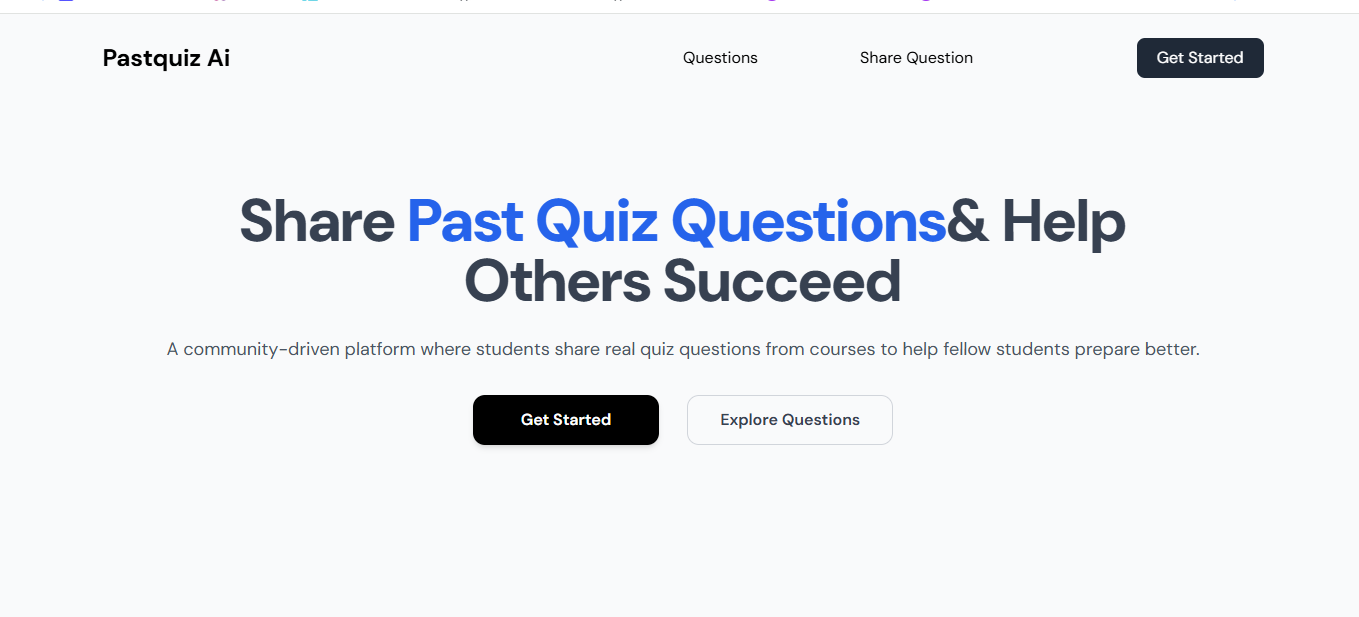 Pastquiz Ai
Questions
Share Question
Get Started
Share Past Quiz Questions& Help
Others Succeed
A community-driven platform where students share real quiz questions from courses to help fellow students prepare better.
Get Started
Explore Questions